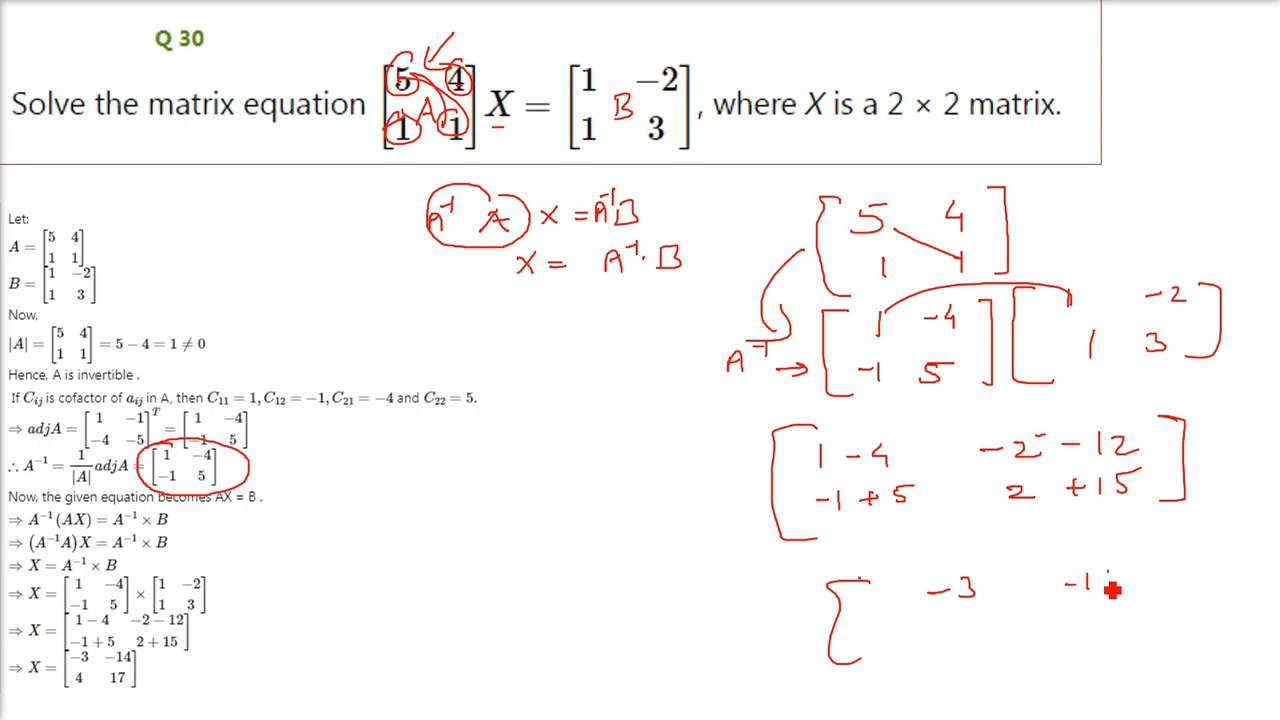 Q 30
Solve the matrix equation [5 4; 1 1] X = [1 −2; 1 3], where X is a 2 × 2 matrix.
A B
Let:
A = [5 4; 1 1]
B = [1 −2; 1 3]
Now,
|A| = [5 4; 1 1] = 5 − 4 = 1 ≠ 0
Hence, A is invertible .
If Cij is cofactor of aij in A, then C11 = 1, C12 = −1, C21 = −4 and C22 = 5.
⇒ adjA = [1 −1; −4 −5]^T = [1 −4; −1 5]
∴ A⁻¹ = 1/|A| adjA = [1 −4; −1 5]
Now, the given equation becomes AX = B .
⇒ A⁻¹(AX) = A⁻¹ × B
⇒ (A⁻¹A)X = A⁻¹ × B
⇒ X = A⁻¹ × B
⇒ X = [1 −4; −1 5] × [1 −2; 1 3]
⇒ X = [1 − 4 −2 − 12; −1 + 5 2 + 15]
⇒ X = [−3 −14; 4 17]
A⁻¹ A X = A⁻¹B
X = A⁻¹. B
[5 4; 1 1]
A⁻¹ → [1 −4; −1 5] [1 −2; 1 3]
[1 − 4 −2 − 12; −1 + 5 2 + 15]
[ −3 −1